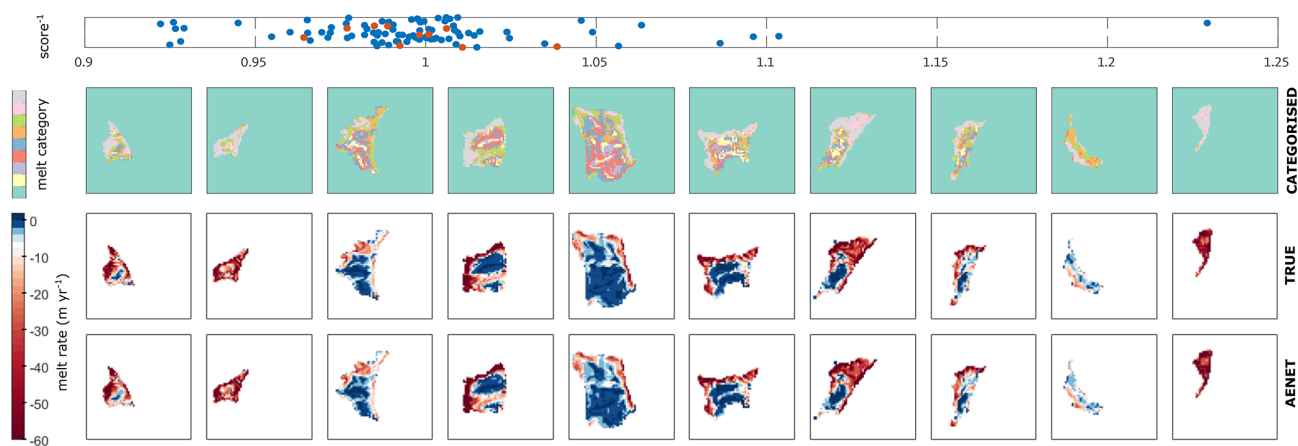 score⁻¹
0.9 0.95 1 1.05 1.1 1.15 1.2 1.25
melt category
CATEGORISED
melt rate (m yr⁻¹)
0
-10
-20
-30
-40
-50
-60
TRUE
AENET